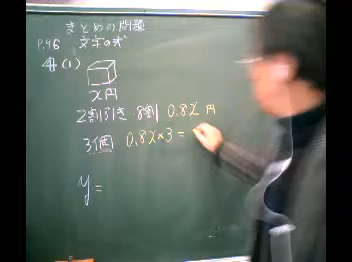 まとめの問題
P.96 文字の式
4 (1)
x円
2割引き 8割 0.8x 円
3個 0.8x×3=
y=